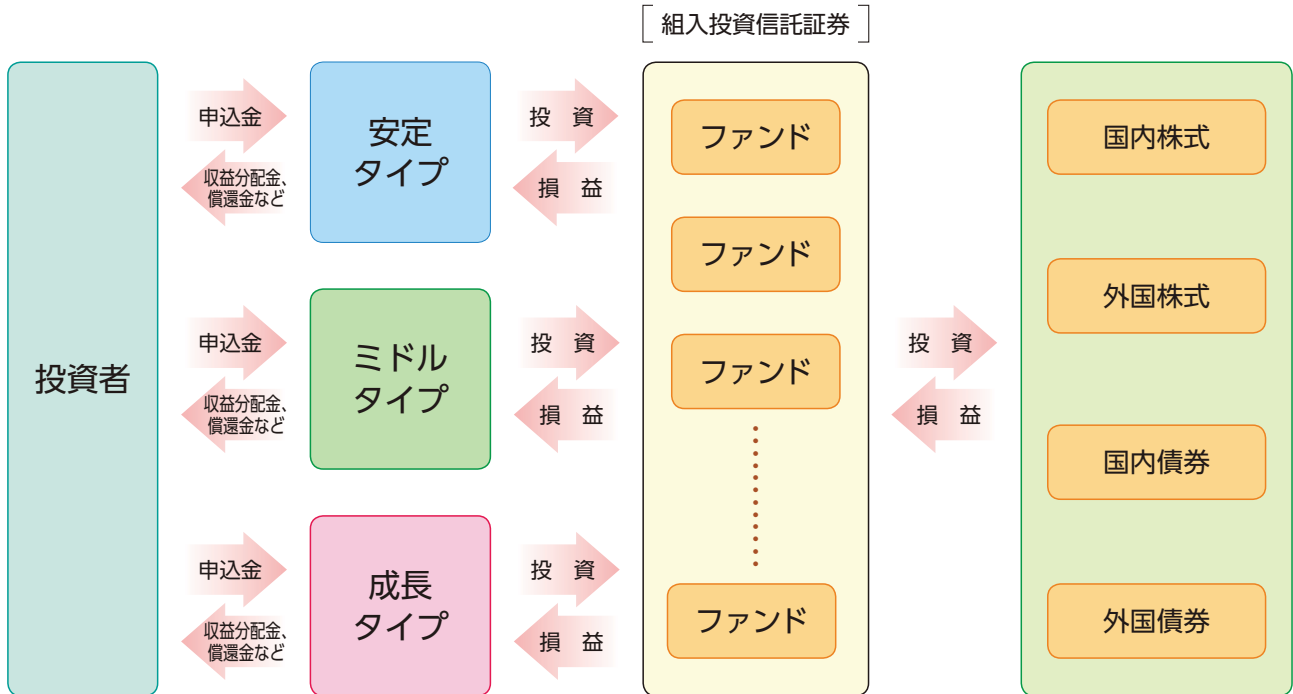 [組入投資信託証券]
投資者
申込金
収益分配金、
償還金など
安定
タイプ
投　資
損　益
申込金
収益分配金、
償還金など
ミドル
タイプ
投　資
損　益
申込金
収益分配金、
償還金など
成長
タイプ
投　資
損　益
ファンド
ファンド
ファンド
ファンド
投　資
損　益
国内株式
外国株式
国内債券
外国債券